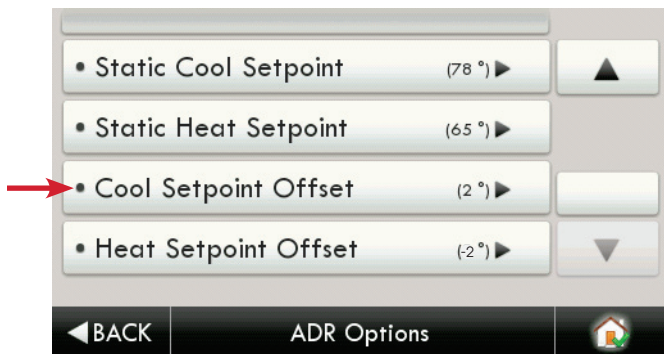 • Static Cool Setpoint (78 °) ▶
• Static Heat Setpoint (65 °) ▶
• Cool Setpoint Offset (2 °) ▶
• Heat Setpoint Offset (-2 °) ▶
◀ BACK ADR Options